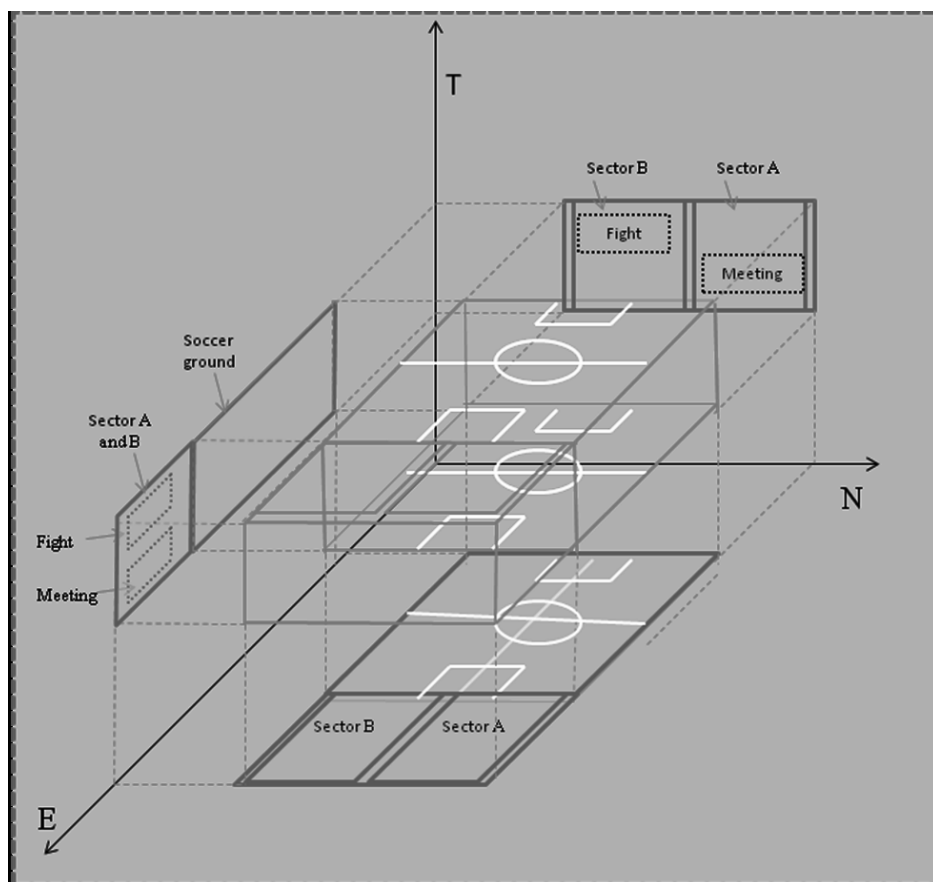 T
Sector B
Sector A
Fight
Meeting
Soccer
ground
Sector A
and B
Fight
Meeting
N
Sector B
Sector A
E